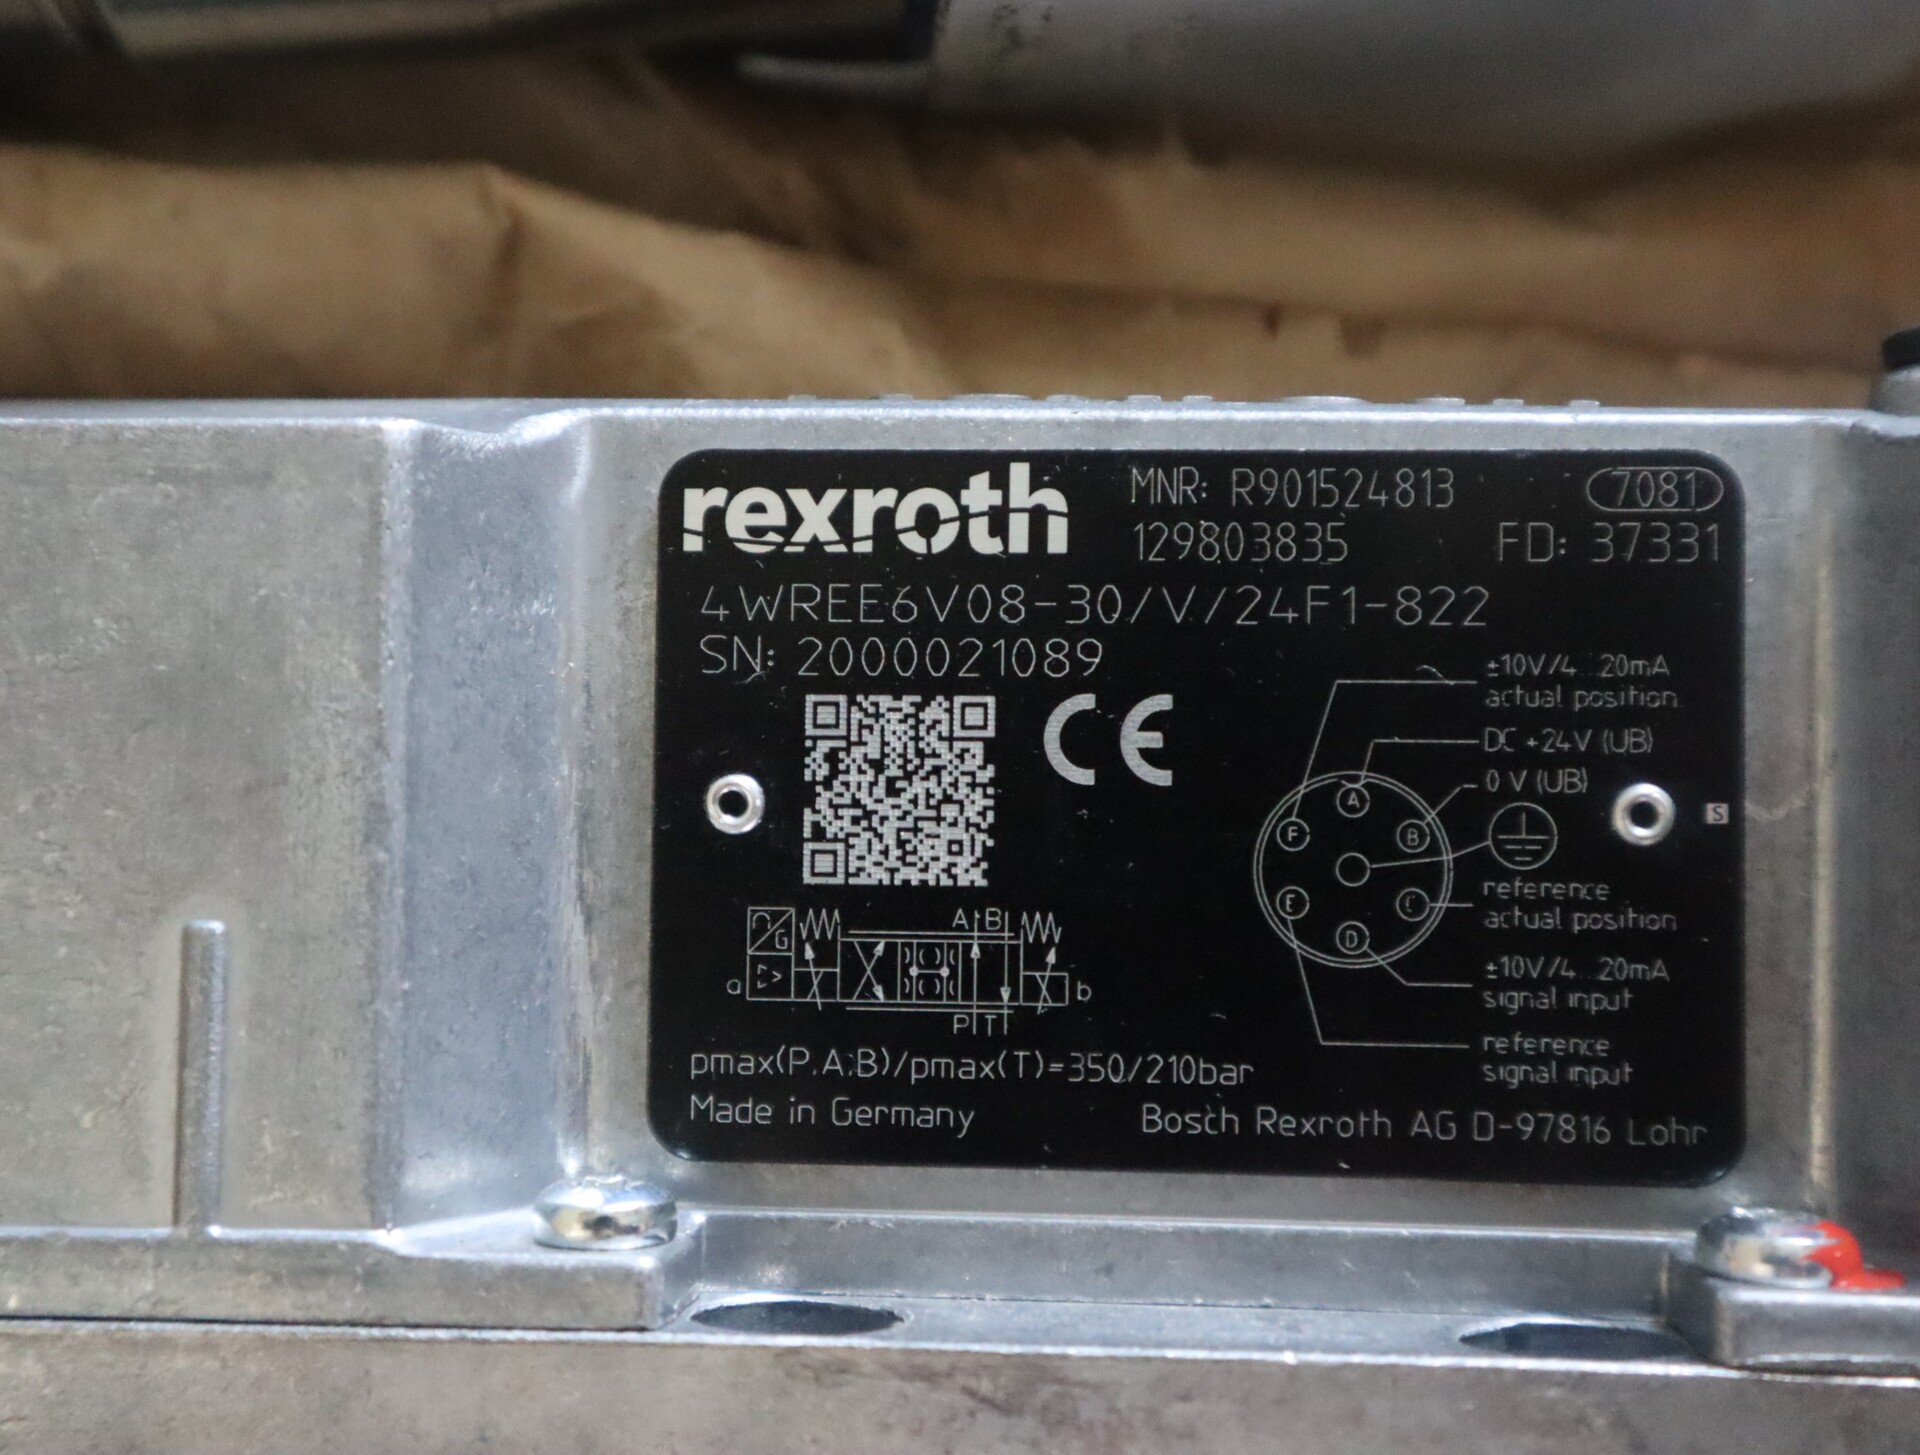 rexroth
MNR: R901524813
7081
129803835
FD: 37331
4WREE6V08-30/V/24F1-822
SN: 2000021089
CE
±10V/4...20mA
actual position
DC +24V (UB)
0 V (UB)
A
B
C
D
E
F
S
reference
actual position
±10V/4...20mA
signal input
reference
signal input
G
A B
a
b
P T
pmax(P,A,B)/pmax(T)=350/210bar
Made in Germany
Bosch Rexroth AG D-97816 Lohr